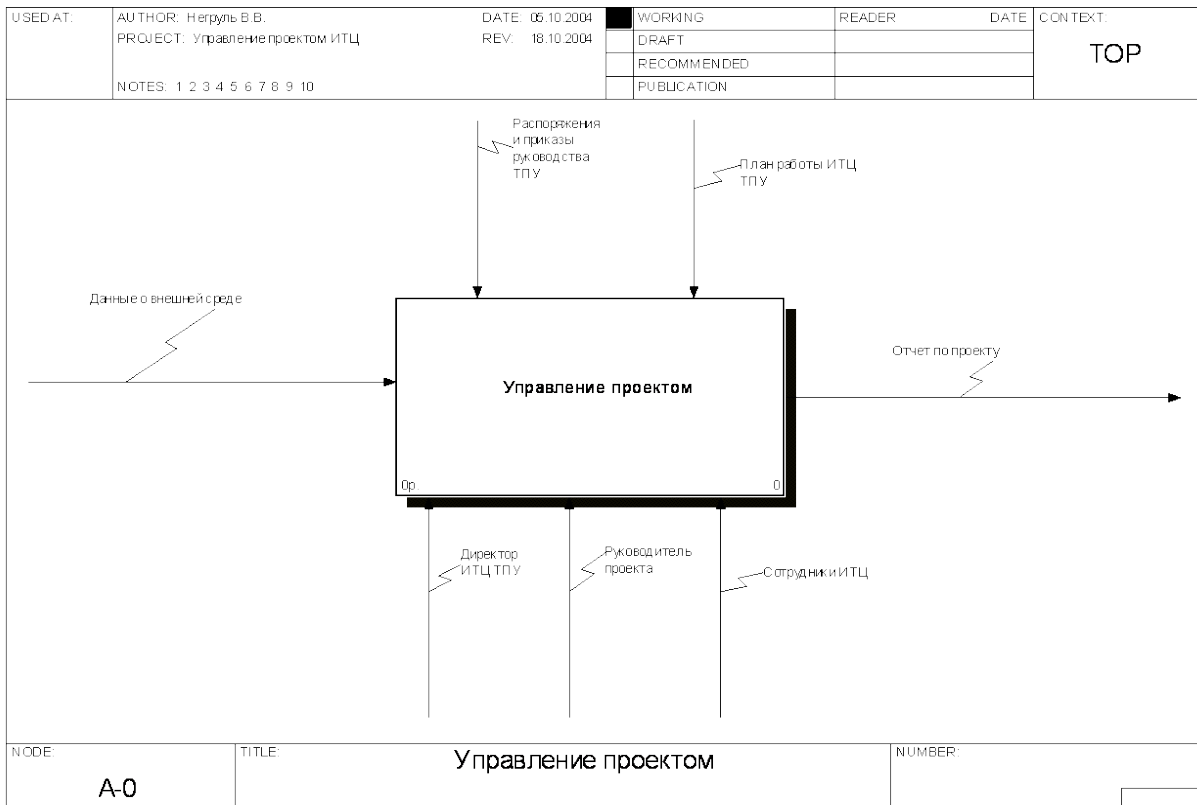 USED AT:
AUTHOR: Негруль В.В.
DATE: 05.10.2004
PROJECT: Управление проектом ИТЦ
REV: 18.10.2004
NOTES: 1 2 3 4 5 6 7 8 9 10
WORKING
DRAFT
RECOMMENDED
PUBLICATION
READER
DATE
CONTEXT:
TOP
Распоряжения
и приказы
руководства
ТПУ
План работы ИТЦ
ТПУ
Данные о внешней среде
Управление проектом
0р.
0
Отчет по проекту
Директор
ИТЦ ТПУ
Руководитель
проекта
Сотрудники ИТЦ
NODE:
A-0
TITLE:
Управление проектом
NUMBER: